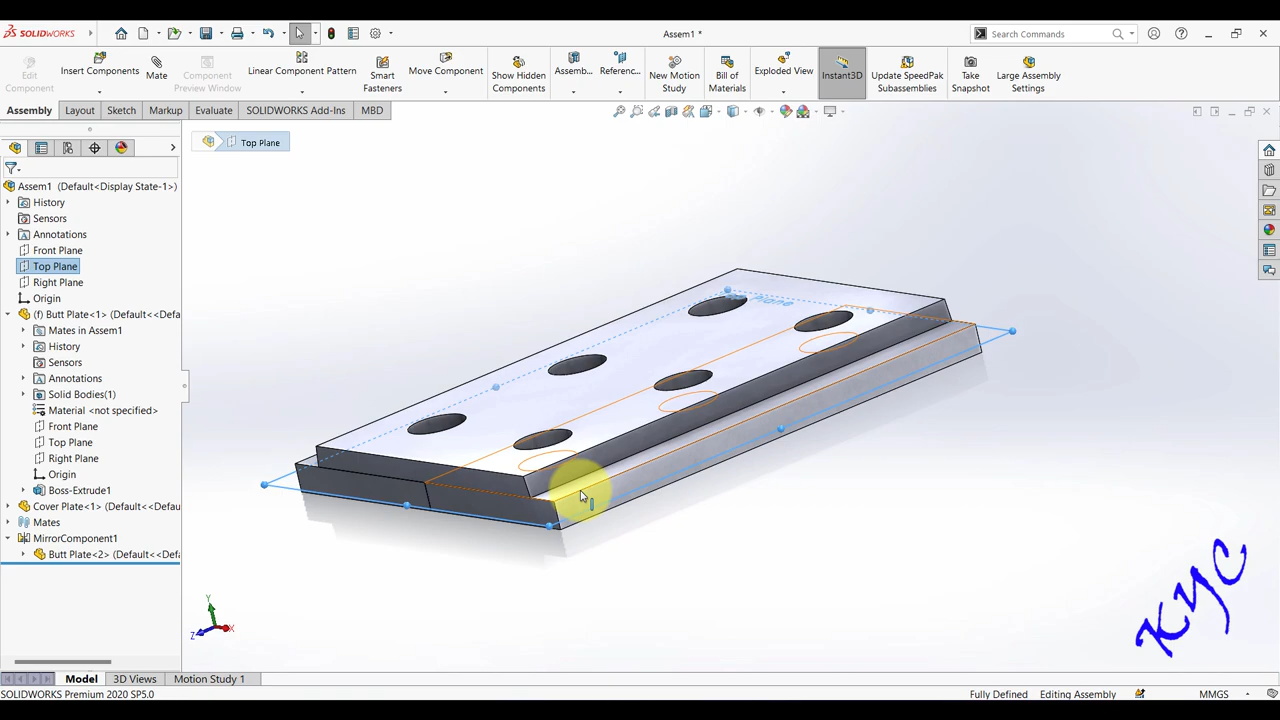 SOLIDWORKS
Assem1 *
Search Commands
Edit Component
Insert Components
Mate
Component Preview Window
Linear Component Pattern
Smart Fasteners
Move Component
Show Hidden Components
Assemb...
Referenc...
New Motion Study
Bill of Materials
Exploded View
Instant3D
Update SpeedPak Subassemblies
Take Snapshot
Large Assembly Settings
Assembly
Layout
Sketch
Markup
Evaluate
SOLIDWORKS Add-Ins
MBD
Top Plane
Assem1 (Default<Display State-1>)
History
Sensors
Annotations
Front Plane
Top Plane
Right Plane
Origin
(f) Butt Plate<1> (Default<<Defa
Mates in Assem1
History
Sensors
Annotations
Solid Bodies(1)
Material <not specified>
Front Plane
Top Plane
Right Plane
Origin
Boss-Extrude1
Cover Plate<1> (Default<<Def
Mates
MirrorComponent1
Butt Plate<2> (Default<<Def
Plane
Y
Z
X
KYC
Model
3D Views
Motion Study 1
SOLIDWORKS Premium 2020 SP5.0
Fully Defined
Editing Assembly
MMGS